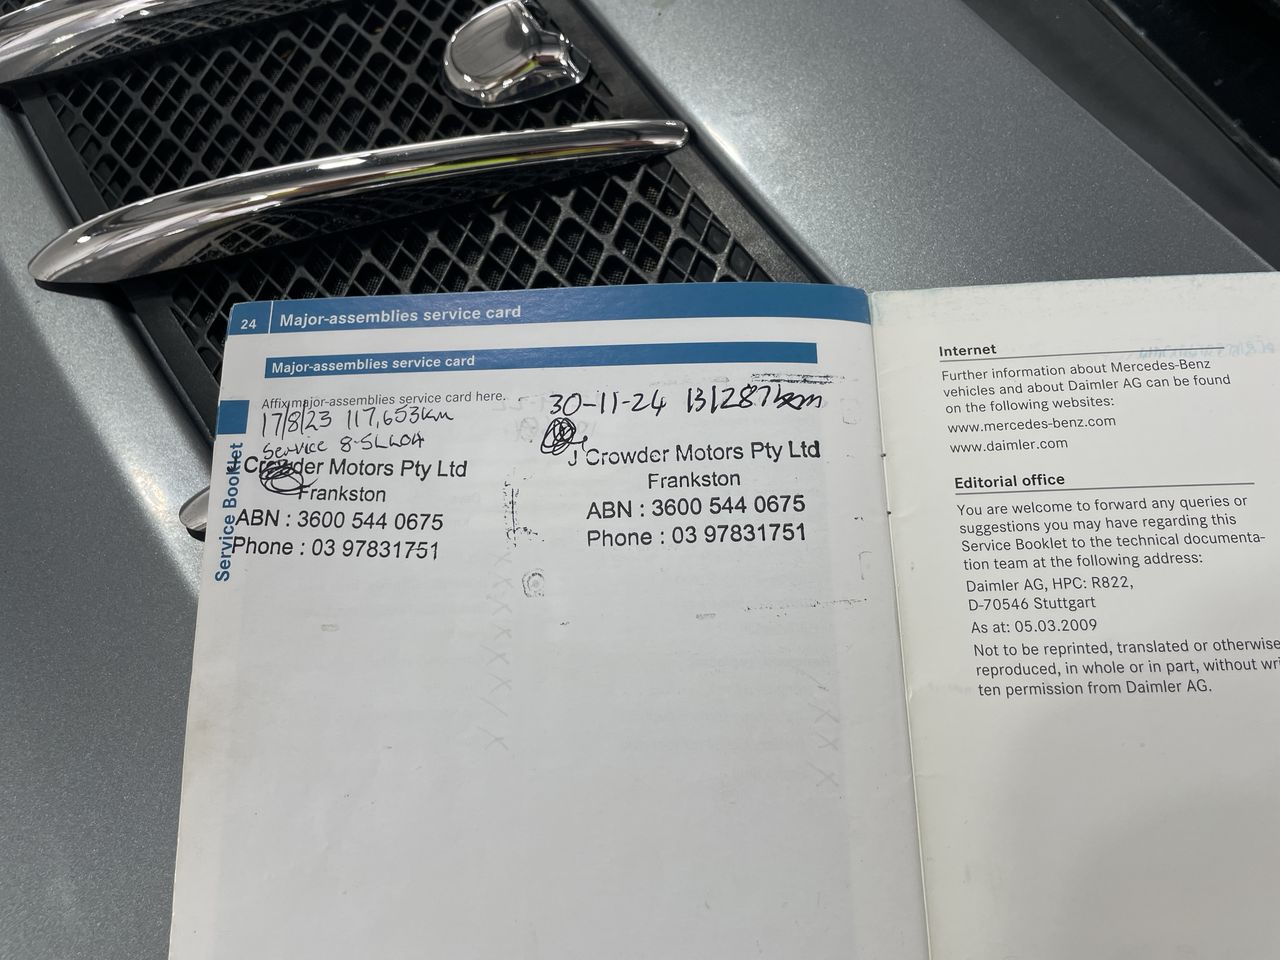 24 Major-assemblies service card
Major-assemblies service card
Affix major-assemblies service card here.
17/8/23 117,653km
Service
Crowder Motors Pty Ltd
Frankston
ABN : 3600 544 0675
Phone : 03 97831751
30-11-24 131287km
J Crowder Motors Pty Ltd
Frankston
ABN : 3600 544 0675
Phone : 03 97831751
Service Booklet
Internet
Further information about Mercedes-Benz
vehicles and about Daimler AG can be found
on the following websites:
www.mercedes-benz.com
www.daimler.com
Editorial office
You are welcome to forward any queries or
suggestions you may have regarding this
Service Booklet to the technical documenta-
tion team at the following address:
Daimler AG, HPC: R822,
D-70546 Stuttgart
As at: 05.03.2009
Not to be reprinted, translated or otherwise
reproduced, in whole or in part, without wri
ten permission from Daimler AG.